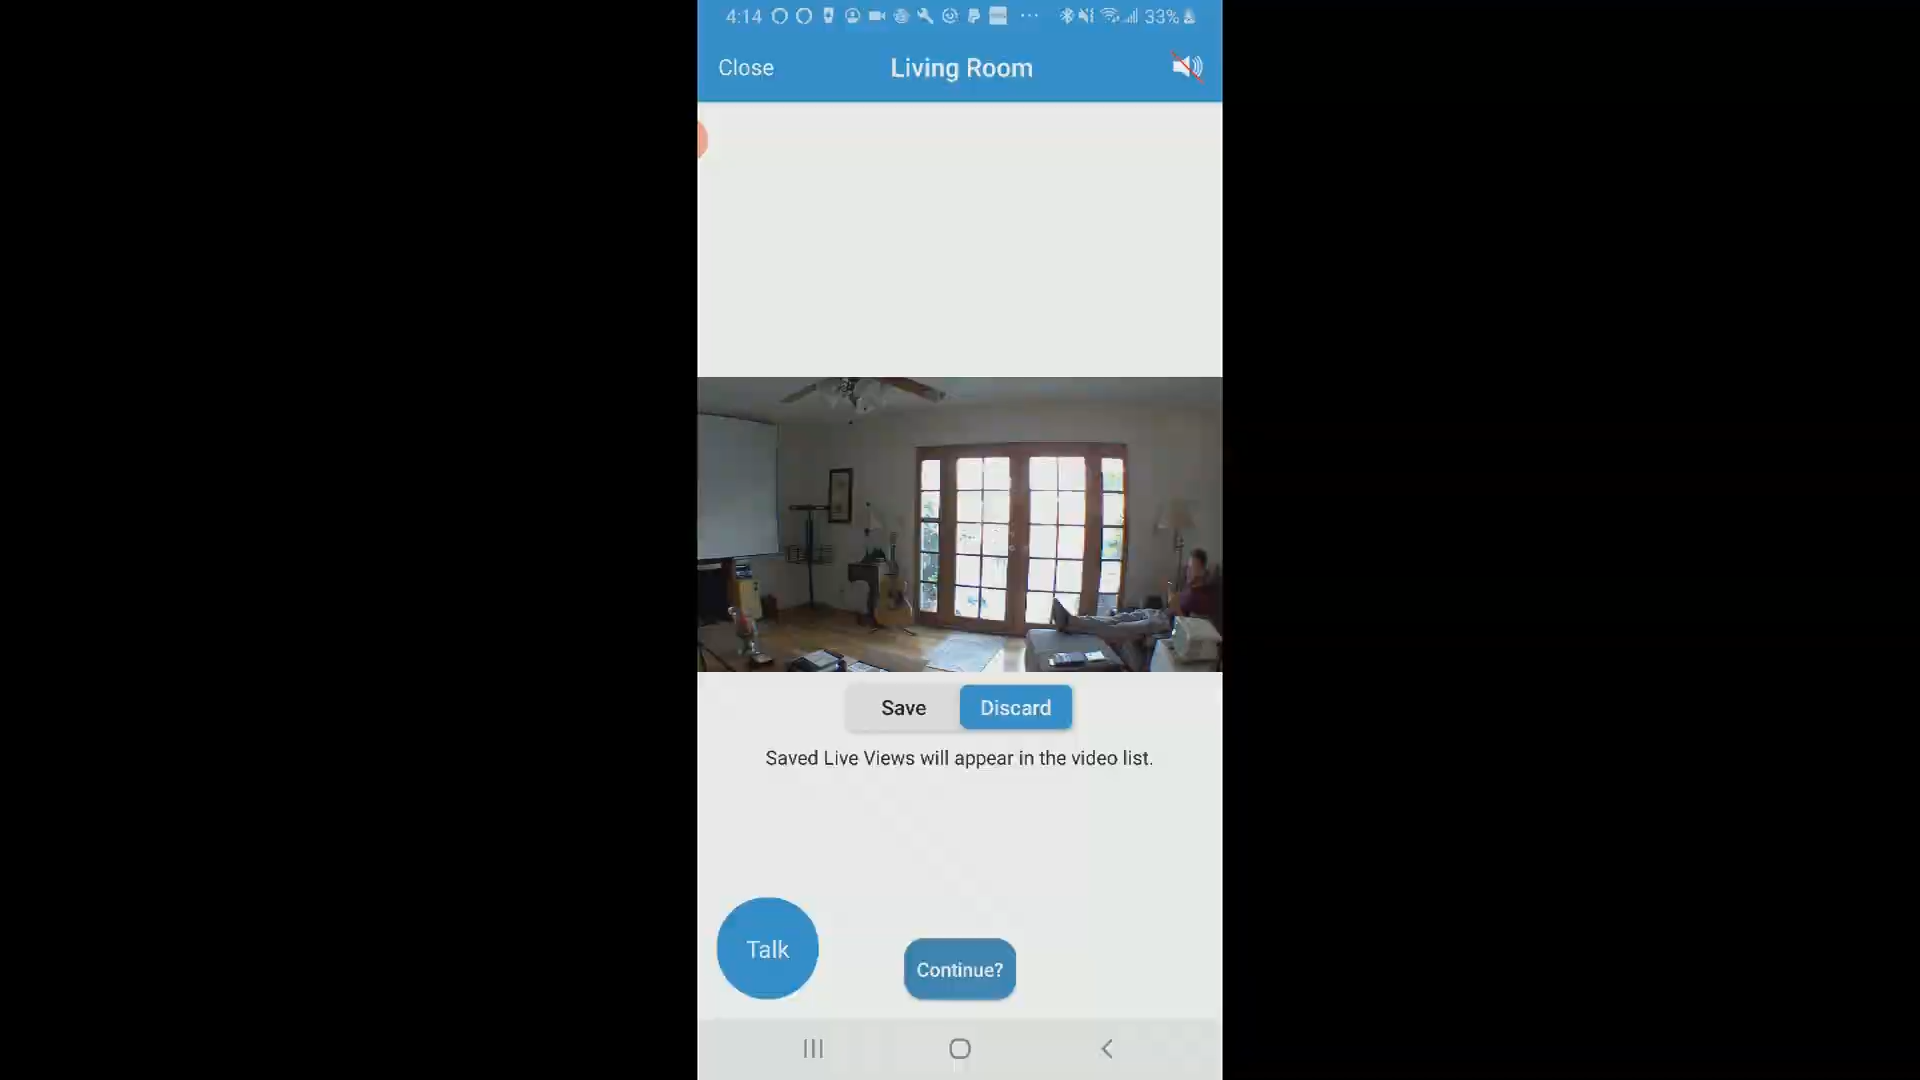 4:14 33%
Close Living Room
Save Discard
Saved Live Views will appear in the video list.
Talk
Continue?